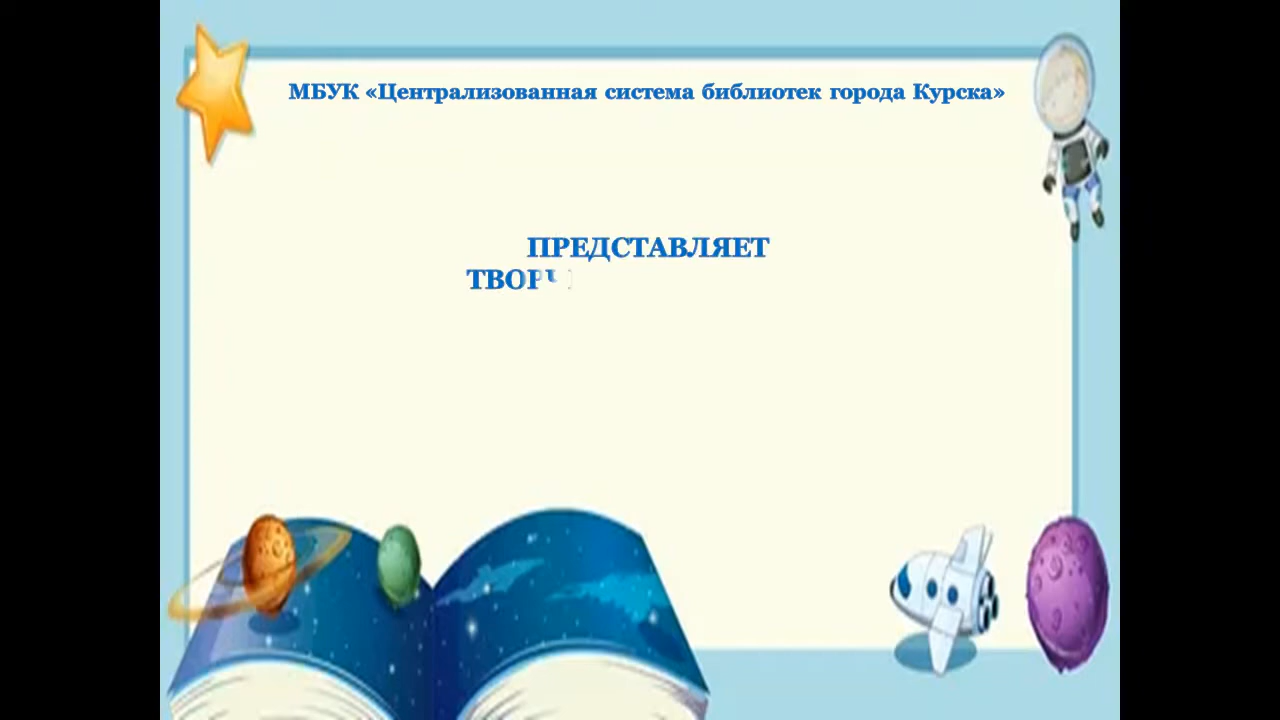 МБУК «Централизованная система библиотек города Курска»
ПРЕДСТАВЛЯЕТ